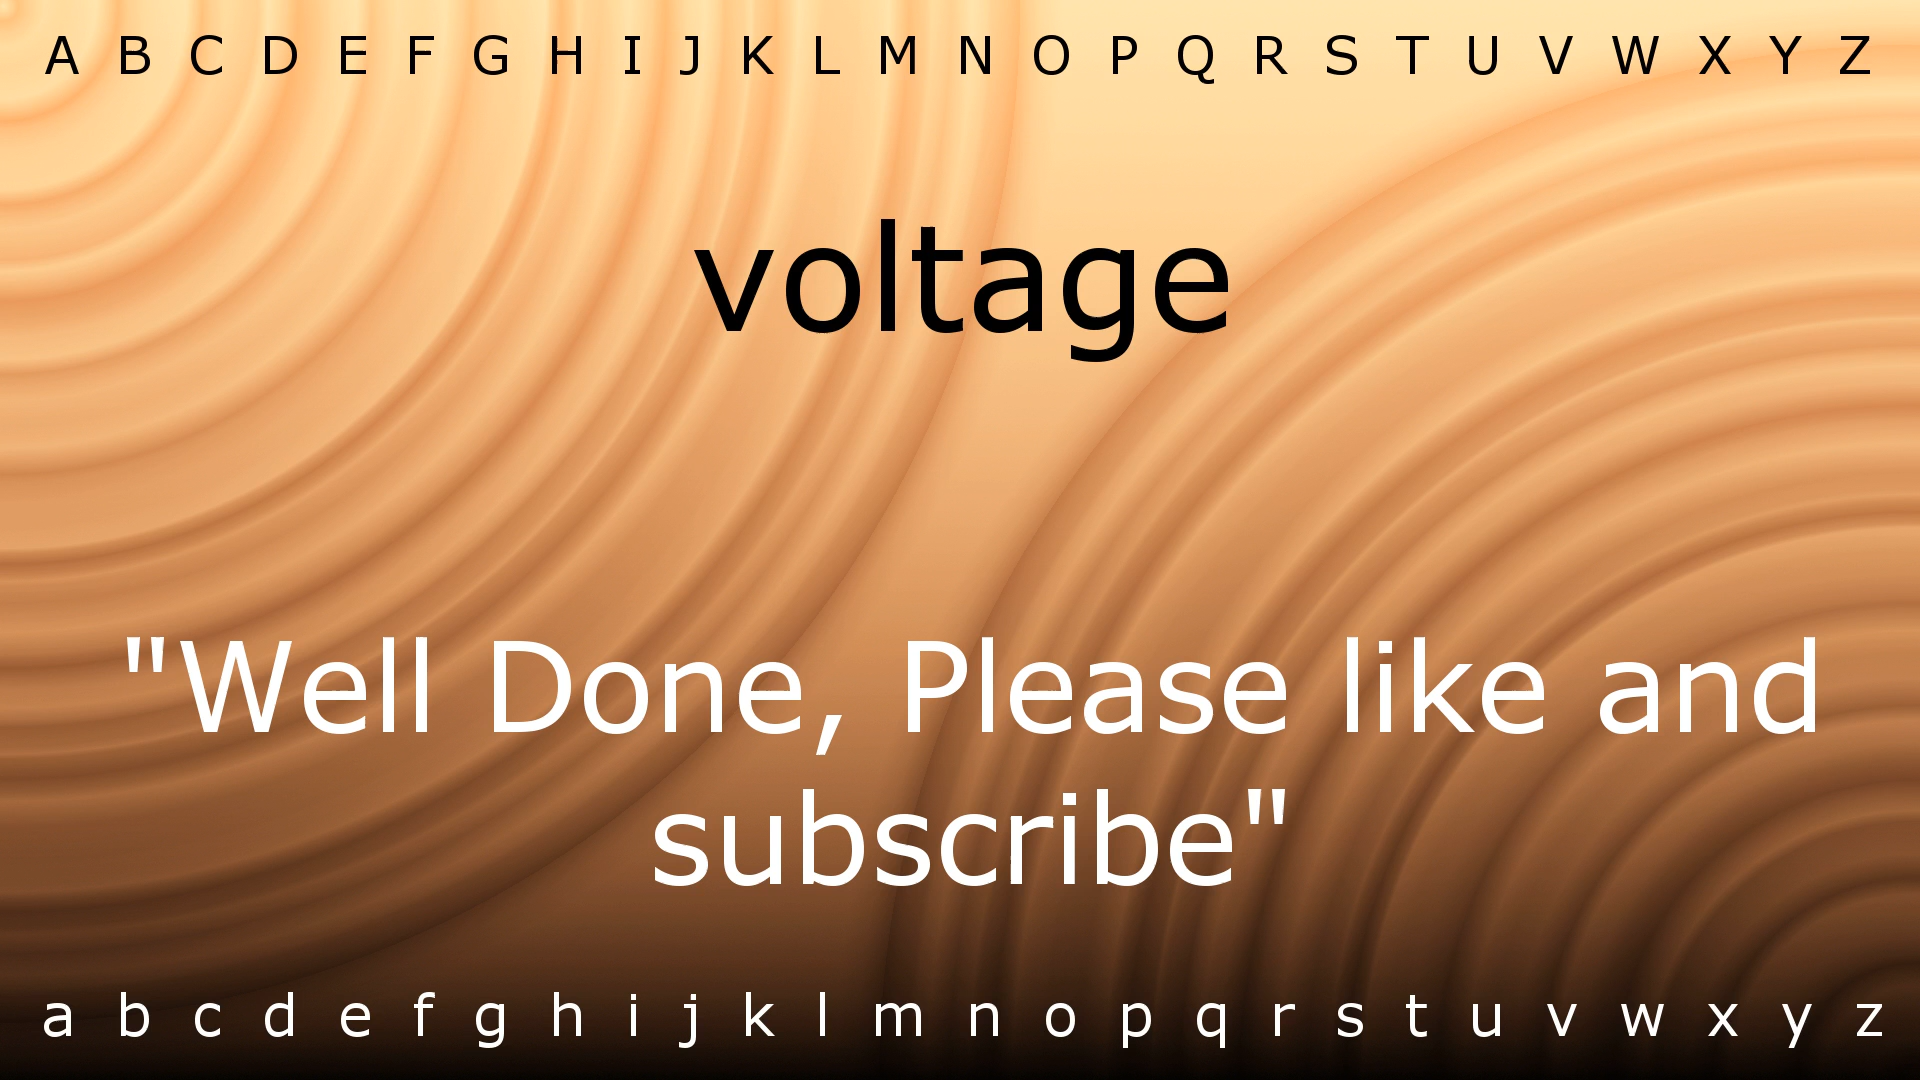 A B C D E F G H I J K L M N O P Q R S T U V W X Y Z
voltage
"Well Done, Please like and
subscribe"
a b c d e f g h i j k l m n o p q r s t u v w x y z